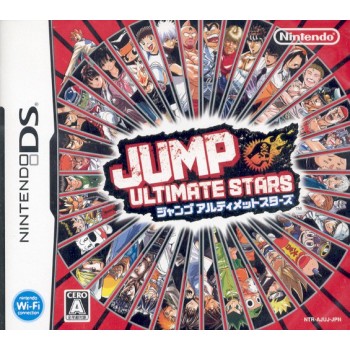 Nintendo
NINTENDO DS
JUMP
ULTIMATE STARS
ジャンプ アルティメットスターズ
Nintendo
Wi-Fi
connection
CERO
A
NTR-AJUJ-JPN